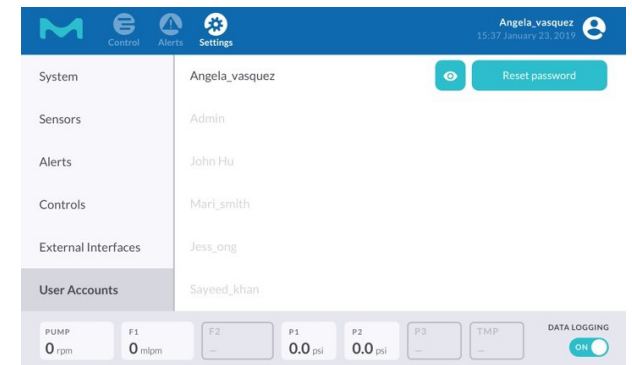 Angela_vasquez
15:37 January 23, 2019
Control Alerts Settings
System
Sensors
Alerts
Controls
External Interfaces
User Accounts
Angela_vasquez
Reset password
Admin
John Hu
Mari_smith
Jess_ong
Sayeed_khan
PUMP
0 rpm
F1
0 mlpm
F2
–
P1
0.0 psi
P2
0.0 psi
P3
–
TMP
–
DATA LOGGING
ON